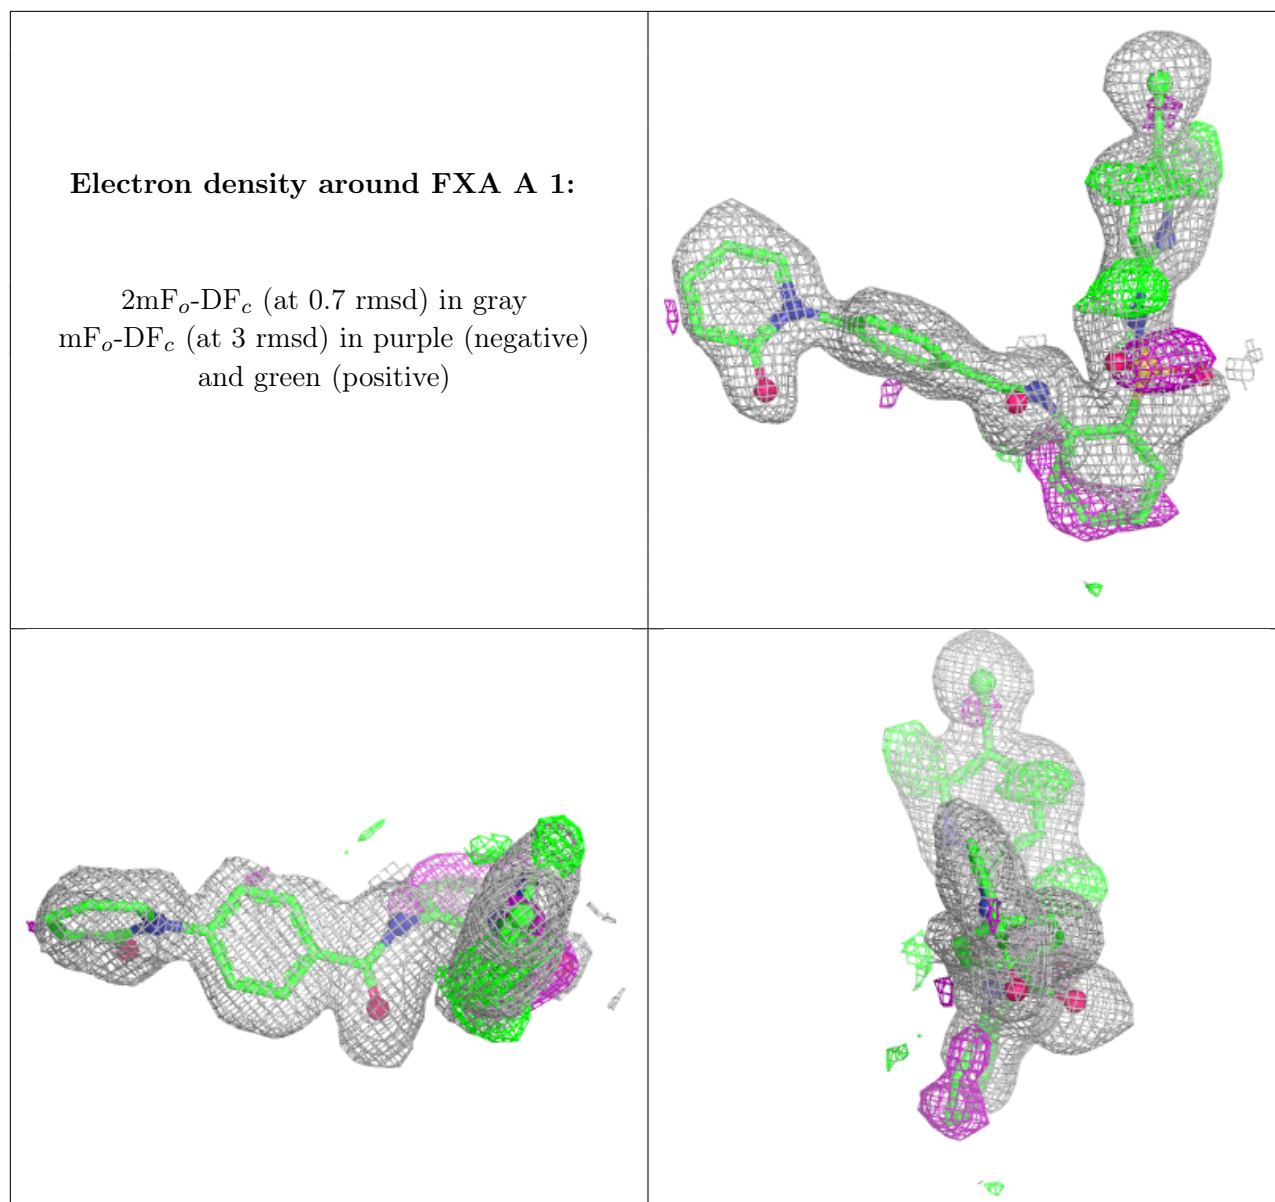 Electron density around FXA A 1:
2mFₒ-DF𝒸 (at 0.7 rmsd) in gray
mFₒ-DF𝒸 (at 3 rmsd) in purple (negative)
and green (positive)